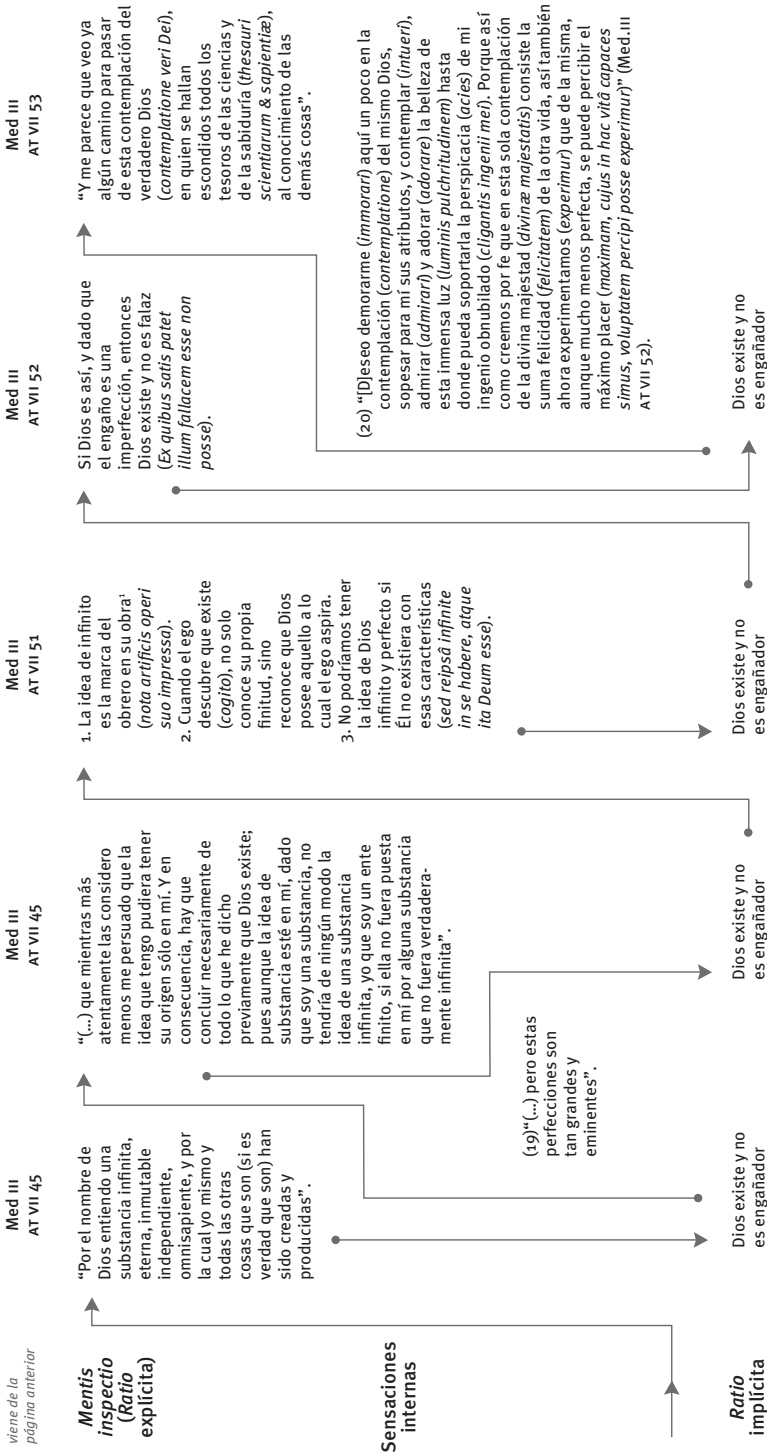 viene de la
página anterior
Mentis
inspectio
(Ratio
explícita)
Sensaciones
internas
Ratio
implícita
Med III
AT VII 45
“Por el nombre de
Dios entiendo una
substancia infinita,
eterna, inmutable
independiente,
omnisapiente, y por
la cual yo mismo y
todas las otras
cosas que son (si es
verdad que son) han
sido creadas y
producidas”.
Dios existe y no
es engañador
Med III
AT VII 45
“(...) que mientras más
atentamente las considero
menos me persuado que la
idea que tengo pudiera tener
su origen sólo en mí. Y en
consecuencia, hay que
concluir necesariamente de
todo lo que he dicho
previamente que Dios existe;
pues aunque la idea de
substancia esté en mí, dado
que soy una substancia, no
tendría de ningún modo la
idea de una substancia
infinita, yo que soy un ente
finito, si ella no fuera puesta
en mí por alguna substancia
que no fuera verdadera-
mente infinita”.
(19)“(...) pero estas
perfecciones son
tan grandes y
eminentes”.
Dios existe y no
es engañador
Med III
AT VII 51
1. La idea de infinito
es la marca del
obrero en su obra¹
(nota artificis operi
suo impressa).
2. Cuando el ego
descubre que existe
(cogito), no solo
conoce su propia
finitud, sino
reconoce que Dios
posee aquello a lo
cual el ego aspira.
3. No podríamos tener
la idea de Dios
infinito y perfecto si
Él no existiera con
esas características
(sed reipsâ infinite
in se habere, atque
ita Deum esse).
Dios existe y no
es engañador
Med III
AT VII 52
Si Dios es así, y dado que
el engaño es una
imperfección, entonces
Dios existe y no es falaz
(Ex quibus satis patet
illum fallacem esse non
posse).
(20) “[D]eseo demorarme (immorari) aquí un poco en la
contemplación (contemplatione) del mismo Dios,
sopesar para mí sus atributos, y contemplar (intueri),
admirar (admirari) y adorar (adorare) la belleza de
esta inmensa luz (luminis pulchritudinem) hasta
donde pueda soportarla la perspicacia (acies) de mi
ingenio obnubilado (cligantis ingenii mei). Porque así
como creemos por fe que en esta sola contemplación
de la divina majestad (divinæ majestatis) consiste la
suma felicidad (felicitatem) de la otra vida, así también
ahora experimentamos (experimur) que de la misma,
aunque mucho menos perfecta, se puede percibir el
máximo placer (maximam, cujus in hac vitâ capaces
simus, voluptatem percipi posse experimur)” (Med.III
AT VII 52).
Dios existe y no
es engañador
Med III
AT VII 53
“Y me parece que veo ya
algún camino para pasar
de esta contemplación del
verdadero Dios
(contemplatione veri Dei),
en quien se hallan
escondidos todos los
tesoros de las ciencias y
de la sabiduría (thesauri
scientiarum & sapientiæ),
al conocimiento de las
demás cosas”.